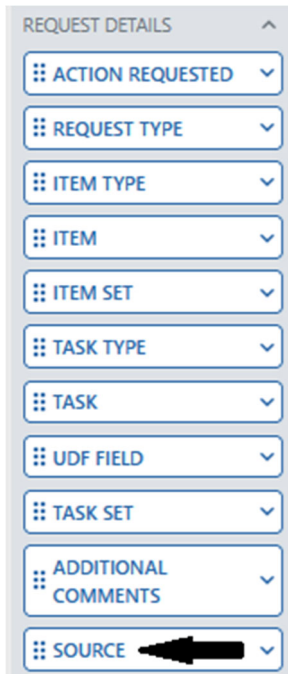 REQUEST DETAILS
ACTION REQUESTED
REQUEST TYPE
ITEM TYPE
ITEM
ITEM SET
TASK TYPE
TASK
UDF FIELD
TASK SET
ADDITIONAL
COMMENTS
SOURCE